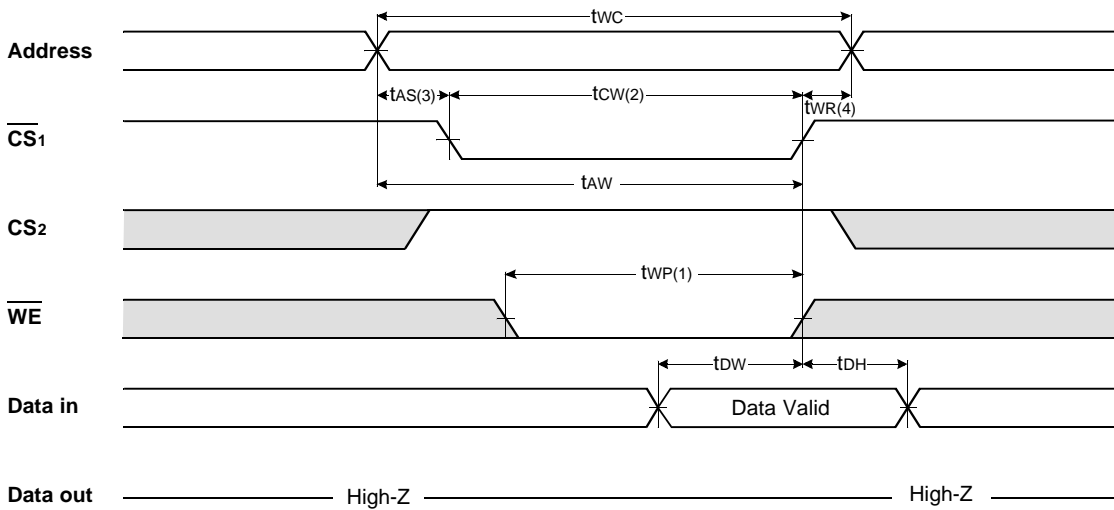 tWC
Address
tAS(3) tCW(2) tWR(4)
CS1
tAW
CS2
tWP(1)
WE
tDW tDH
Data in Data Valid
Data out High-Z High-Z